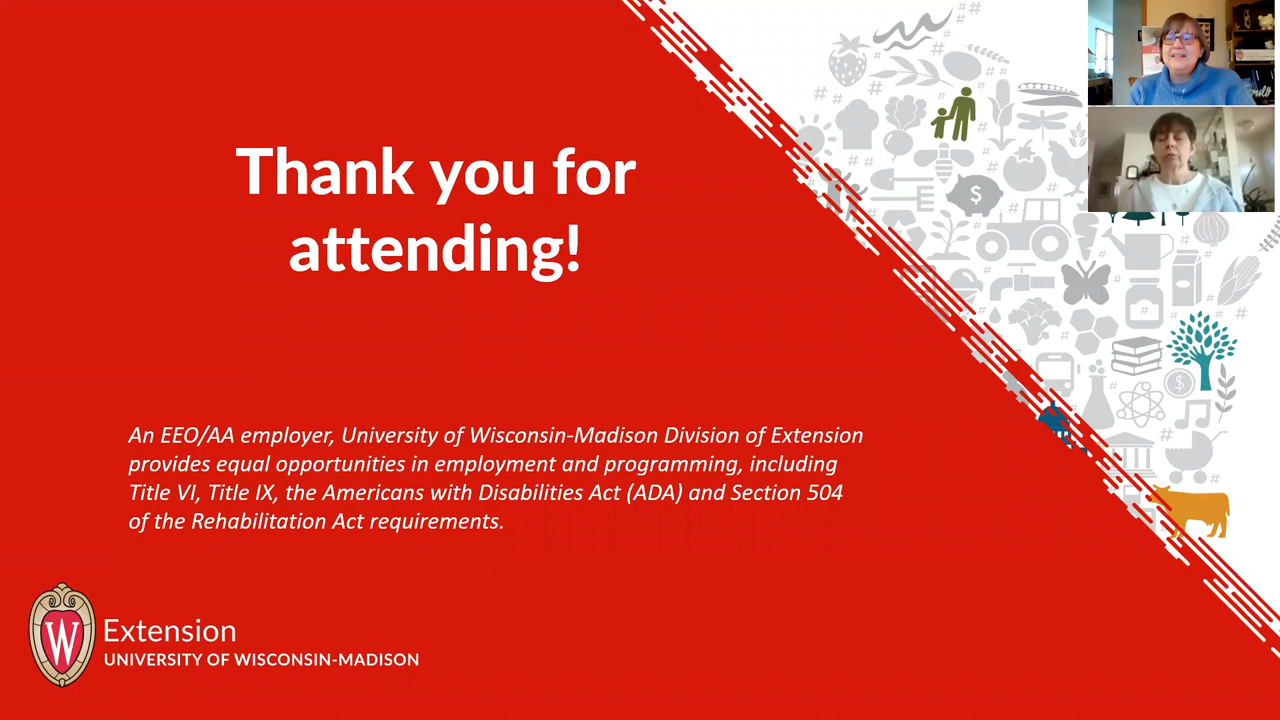 Thank you for
attending!
An EEO/AA employer, University of Wisconsin-Madison Division of Extension
provides equal opportunities in employment and programming, including
Title VI, Title IX, the Americans with Disabilities Act (ADA) and Section 504
of the Rehabilitation Act requirements.
W
Extension
UNIVERSITY OF WISCONSIN-MADISON